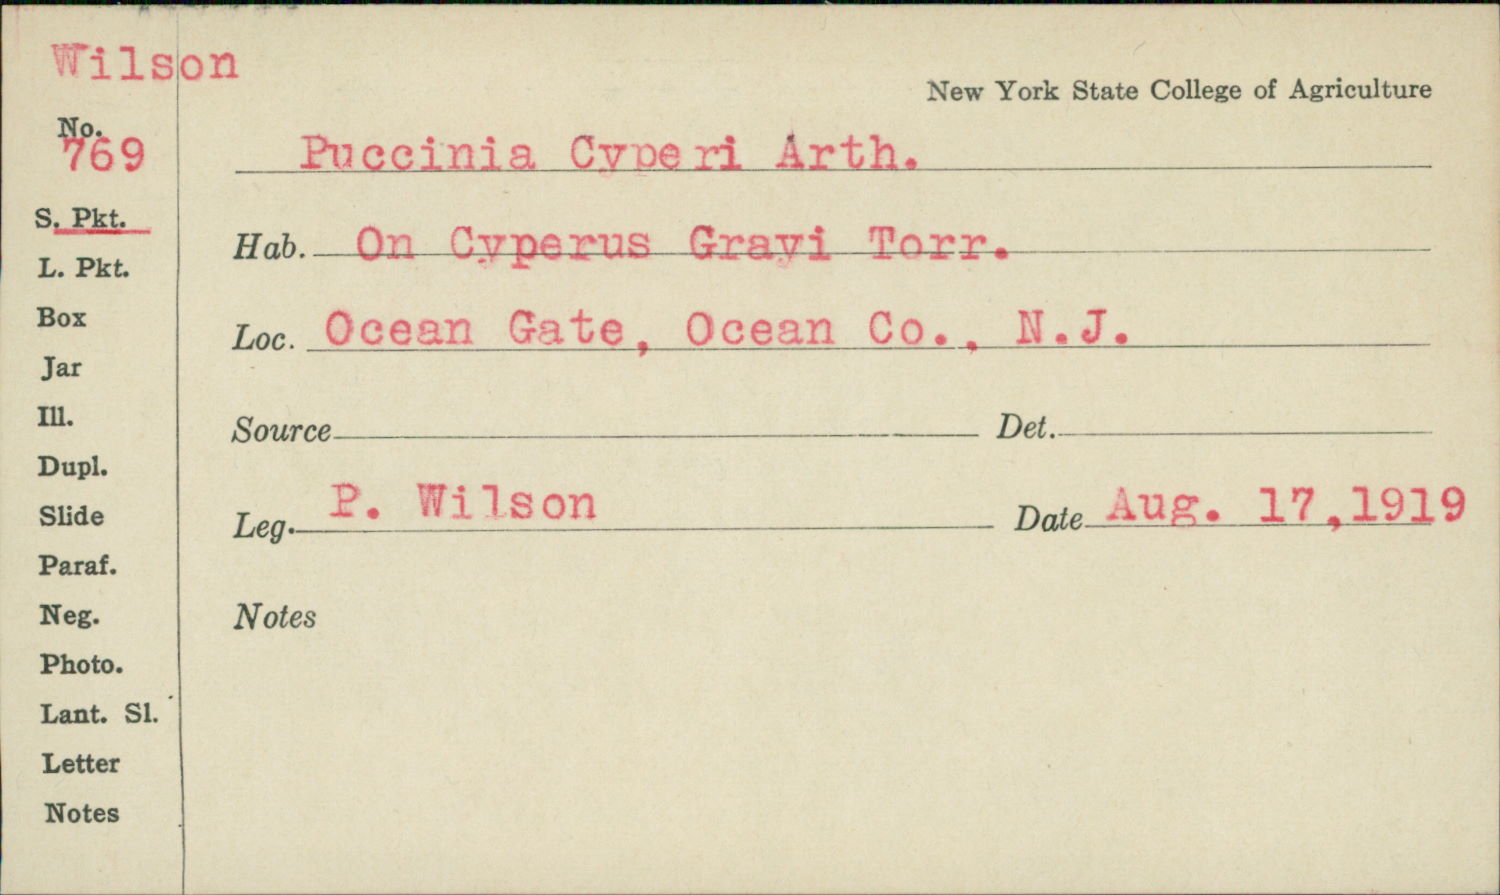 Wilson
New York State College of Agriculture
No.
769
Puccinia Cyperi Arth.
S. Pkt.
Hab. On Cyperus Grayi Torr.
L. Pkt.
Box
Loc. Ocean Gate, Ocean Co., N.J.
Jar
Ill.
Source Det.
Dupl.
Slide
Leg. P. Wilson Date Aug. 17,1919
Paraf.
Neg.
Notes
Photo.
Lant. Sl.
Letter
Notes